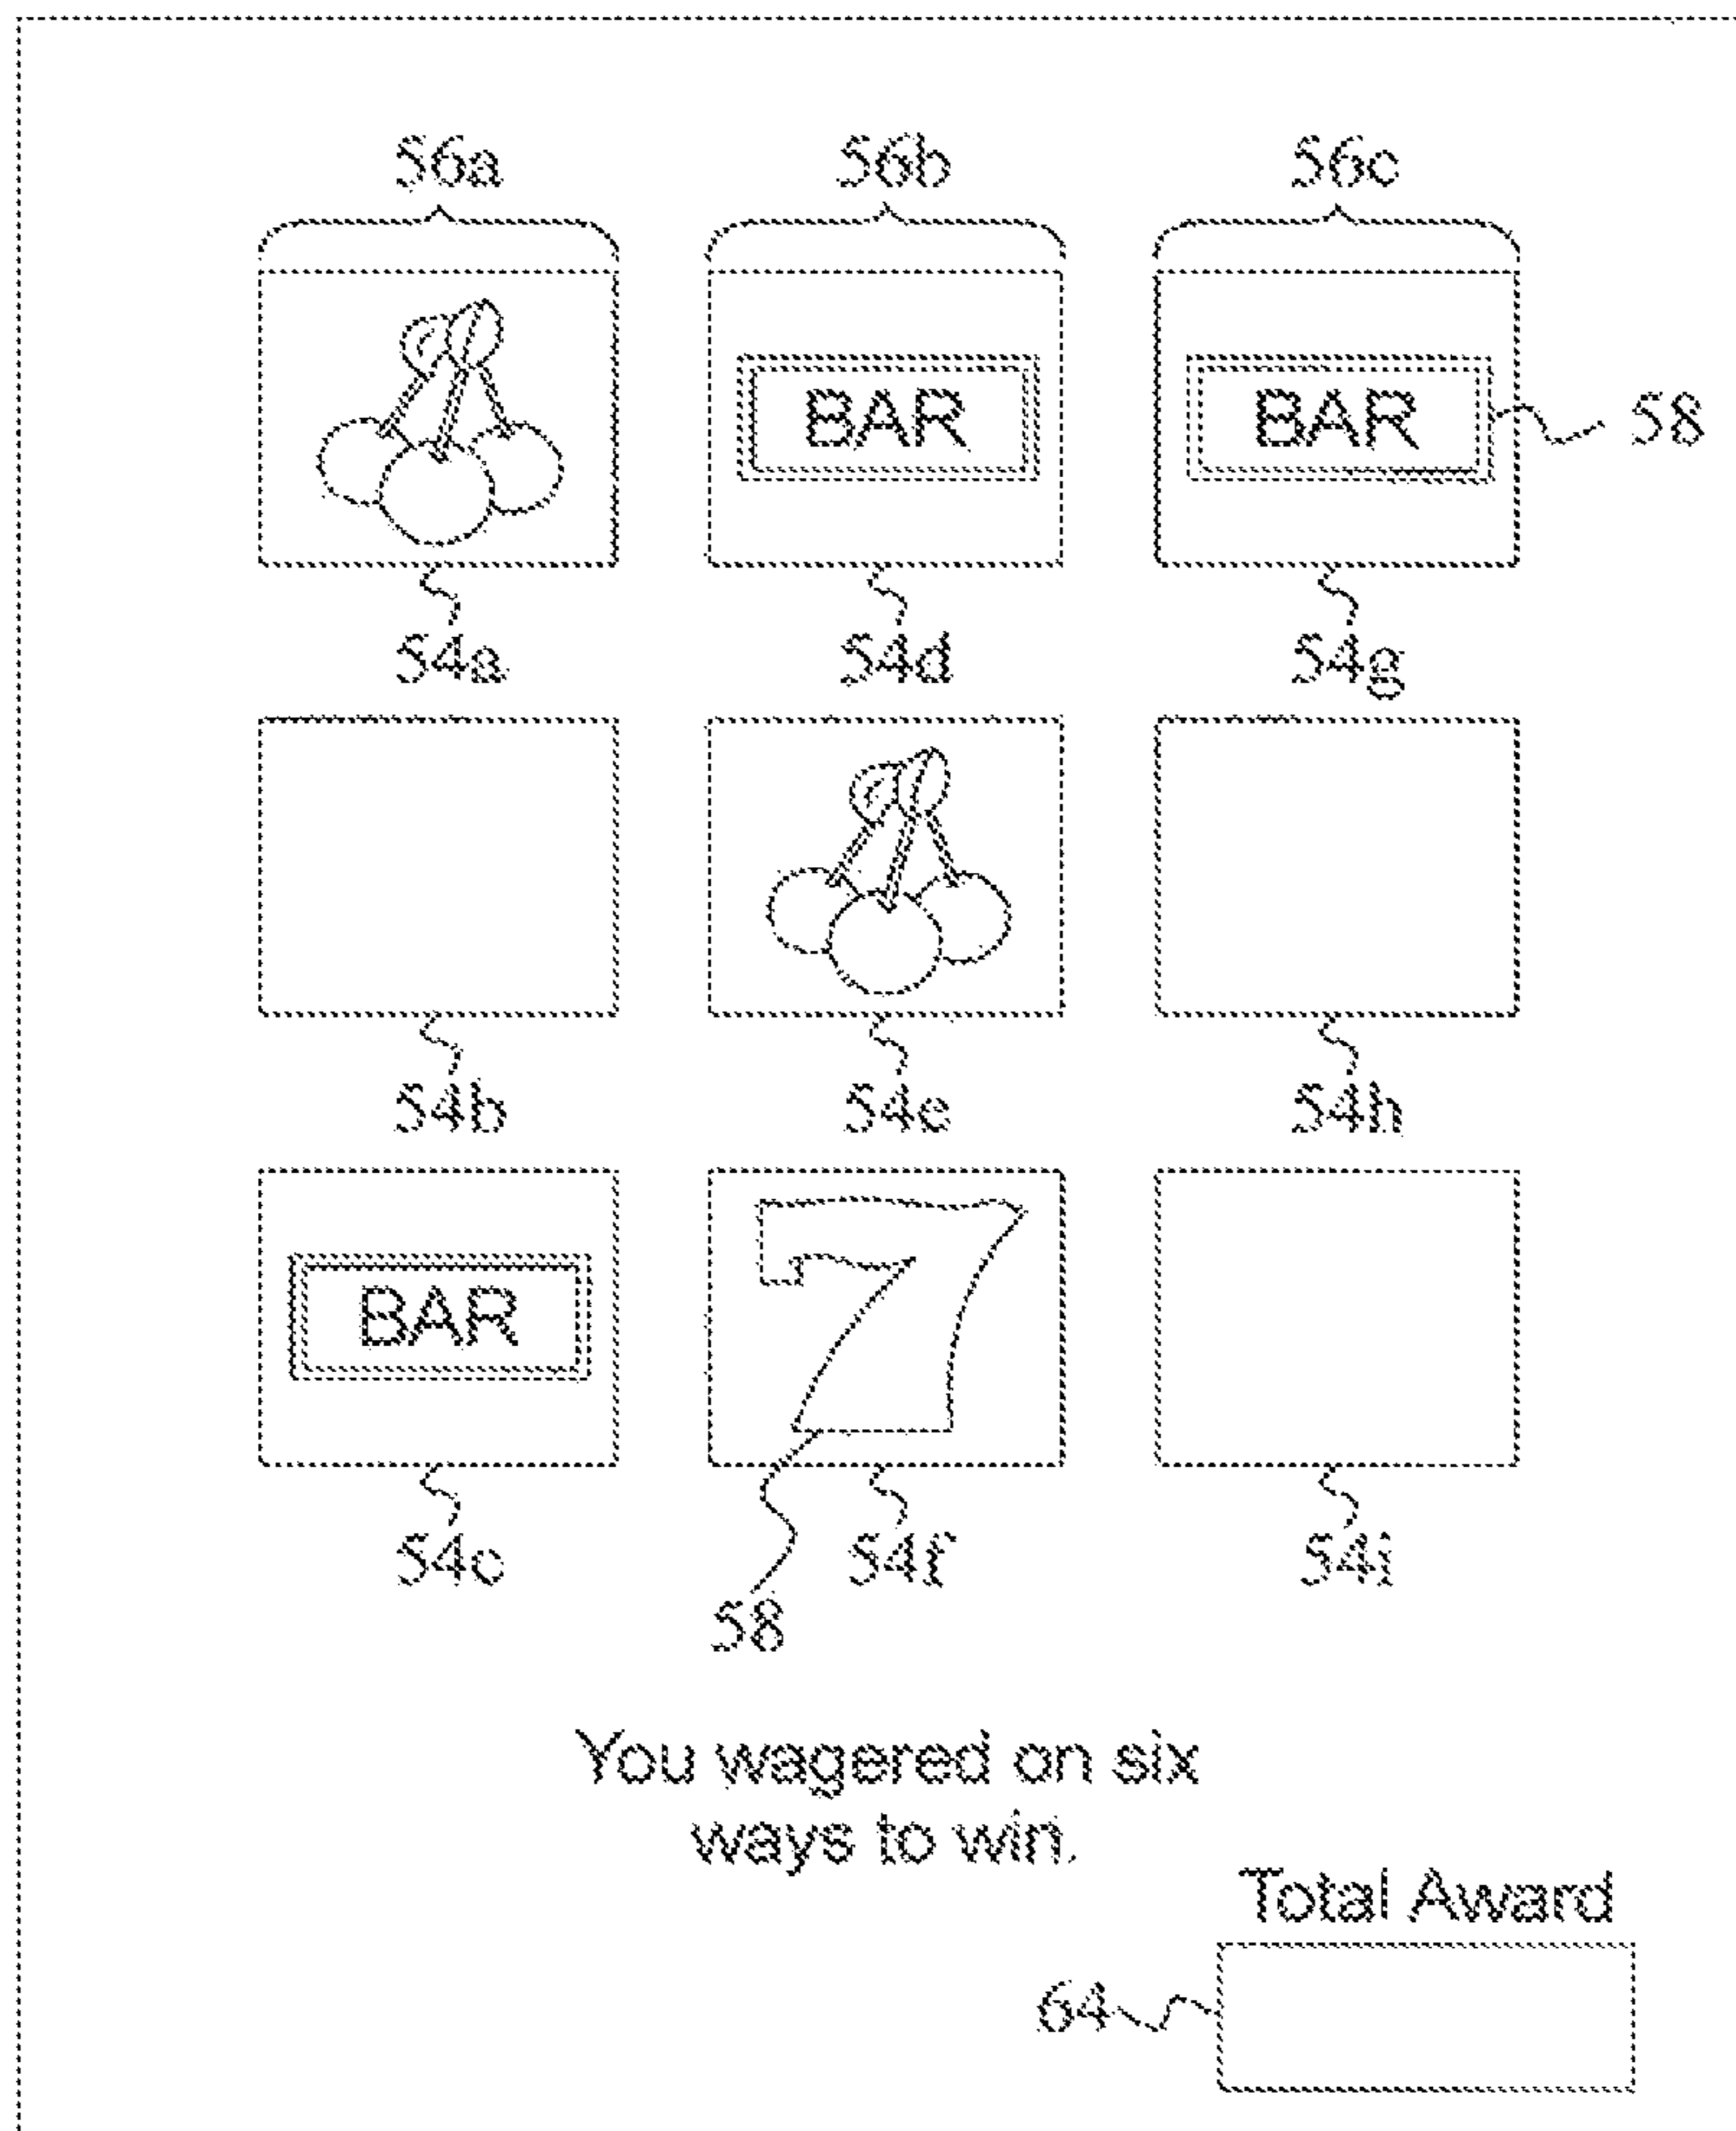 56a 56b 56c
BAR BAR 58
54a 54d 54g
54b 54e 54h
BAR 7
54c 54f 54i
58
You wagered on six
ways to win.
Total Award
64